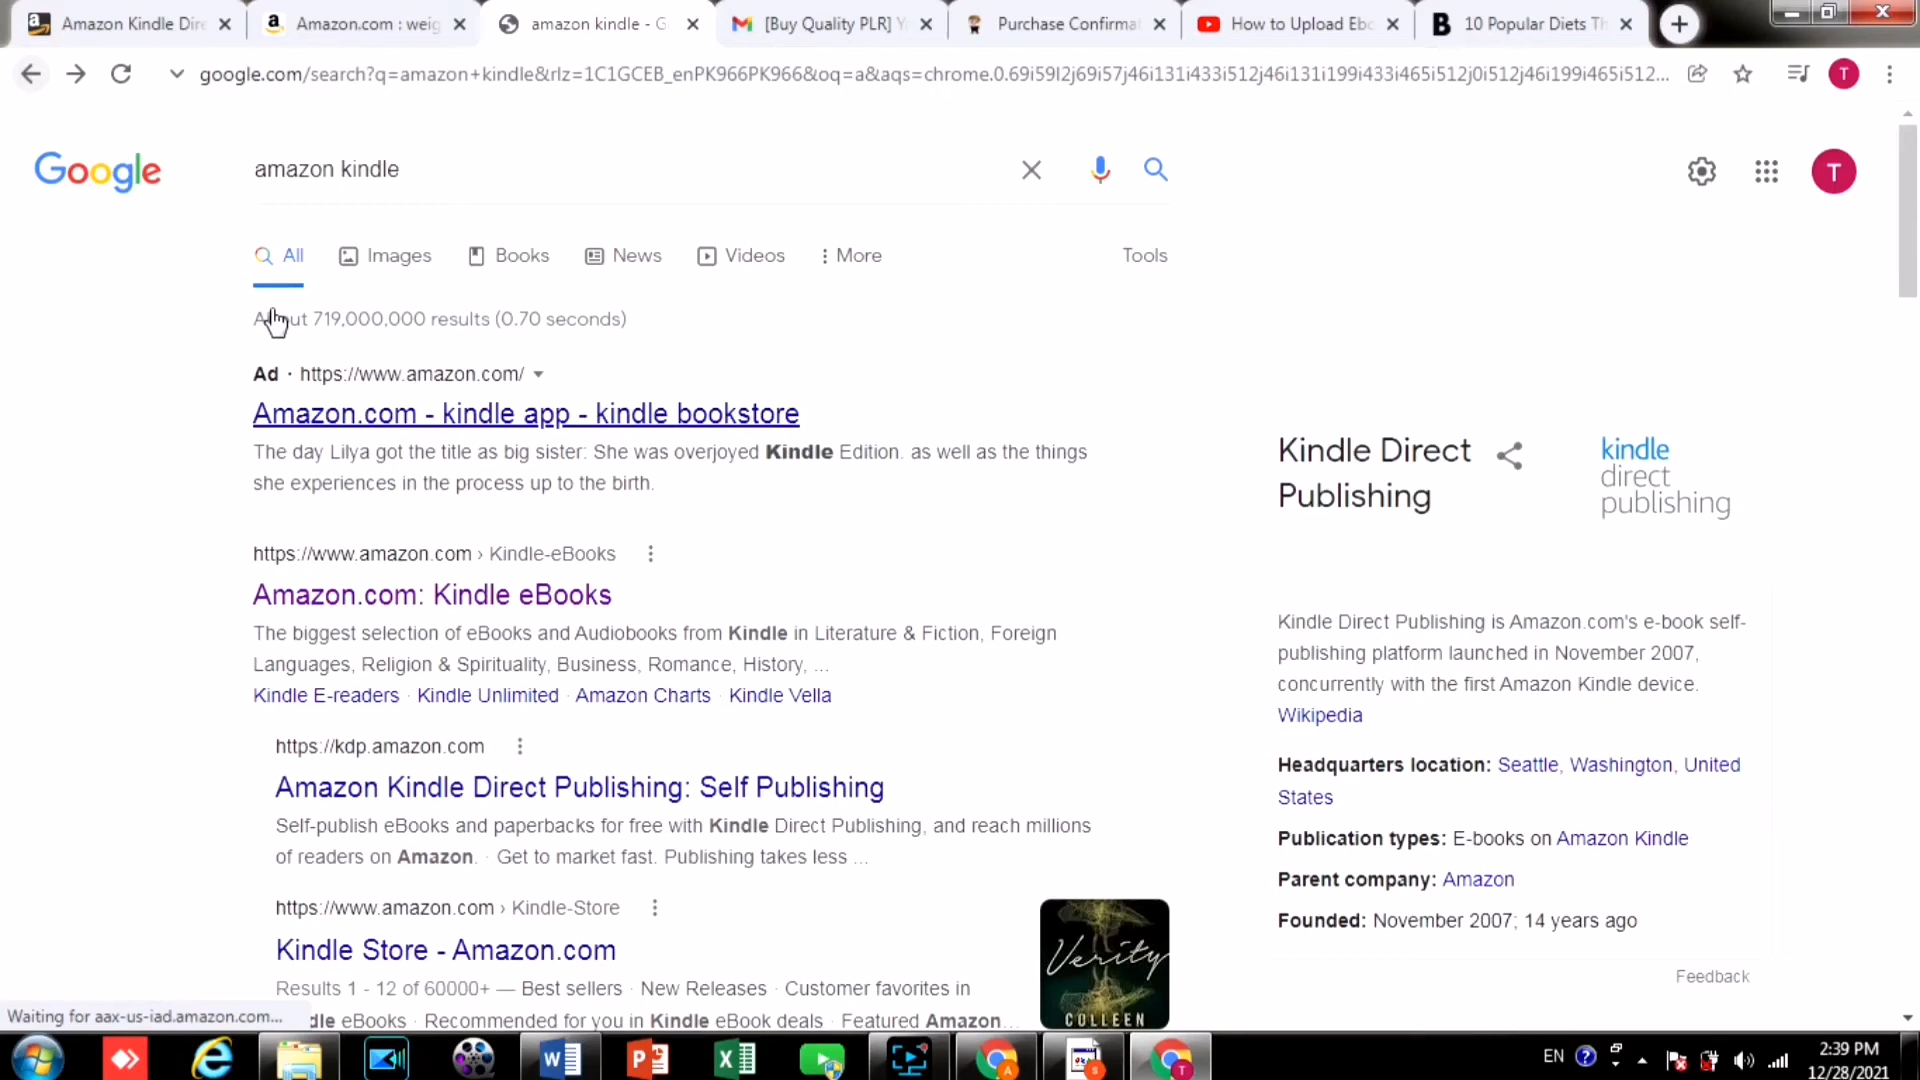 Amazon Kindle Dire
Amazon.com : weig
amazon kindle - G
[Buy Quality PLR] Y
Purchase Confirmat
How to Upload Ebo
10 Popular Diets Th
google.com/search?q=amazon+kindle&rlz=1C1GCEB_enPK966PK966&oq=a&aqs=chrome.0.69i59l2j69i57j46i131i433i512j46i131i199i433i465i512j0i512j46i199i465i512...
T
Google
amazon kindle
T
All
Images
Books
News
Videos
More
Tools
About 719,000,000 results (0.70 seconds)
Ad · https://www.amazon.com/
Amazon.com - kindle app - kindle bookstore
The day Lilya got the title as big sister: She was overjoyed Kindle Edition. as well as the things
she experiences in the process up to the birth.
https://www.amazon.com › Kindle-eBooks
Amazon.com: Kindle eBooks
The biggest selection of eBooks and Audiobooks from Kindle in Literature & Fiction, Foreign
Languages, Religion & Spirituality, Business, Romance, History, ...
Kindle E-readers · Kindle Unlimited · Amazon Charts · Kindle Vella
https://kdp.amazon.com
Amazon Kindle Direct Publishing: Self Publishing
Self-publish eBooks and paperbacks for free with Kindle Direct Publishing, and reach millions
of readers on Amazon. · Get to market fast. Publishing takes less ...
https://www.amazon.com › Kindle-Store
Kindle Store - Amazon.com
Results 1 - 12 of 60000+ — Best sellers · New Releases · Customer favorites in
dle eBooks · Recommended for you in Kindle eBook deals · Featured Amazon...
Verity
COLLEEN
Kindle Direct
Publishing
kindle
direct
publishing
Kindle Direct Publishing is Amazon.com's e-book self-
publishing platform launched in November 2007,
concurrently with the first Amazon Kindle device.
Wikipedia
Headquarters location: Seattle, Washington, United
States
Publication types: E-books on Amazon Kindle
Parent company: Amazon
Founded: November 2007; 14 years ago
Feedback
Waiting for aax-us-iad.amazon.com...
EN
2:39 PM
12/28/2021